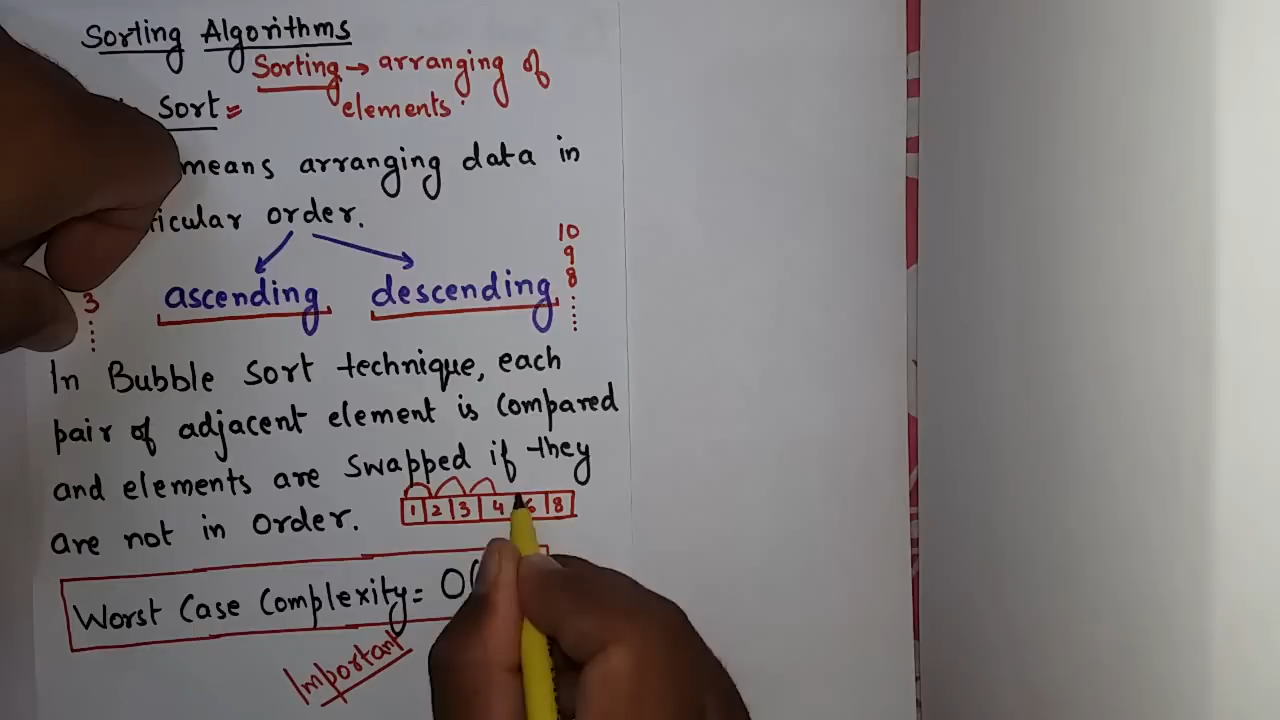 Sorting Algorithms
Sorting → arranging of
elements.
Sort =
means arranging data in
order.
10
9
8
ascending descending
3
In Bubble sort technique, each
pair of adjacent element is compared
and elements are swapped if they
are not in order.
1 2 3 4 6 8
Worst Case Complexity = O(
Important